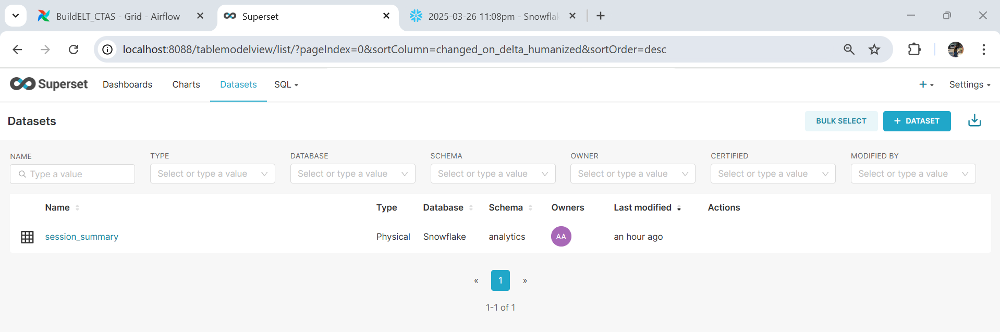 BuildELT_CTAS - Grid - Airflow
Superset
2025-03-26 11:08pm - Snowfla
localhost:8088/tablemodelview/list/?pageIndex=0&sortColumn=changed_on_delta_humanized&sortOrder=desc
Superset Dashboards Charts Datasets SQL + Settings
Datasets BULK SELECT + DATASET
NAME TYPE DATABASE SCHEMA OWNER CERTIFIED MODIFIED BY
Type a value Select or type a value Select or type a value Select or type a value Select or type a value Select or type a value Select or type a value
Name Type Database Schema Owners Last modified Actions
session_summary Physical Snowflake analytics AA an hour ago
« 1 »
1-1 of 1